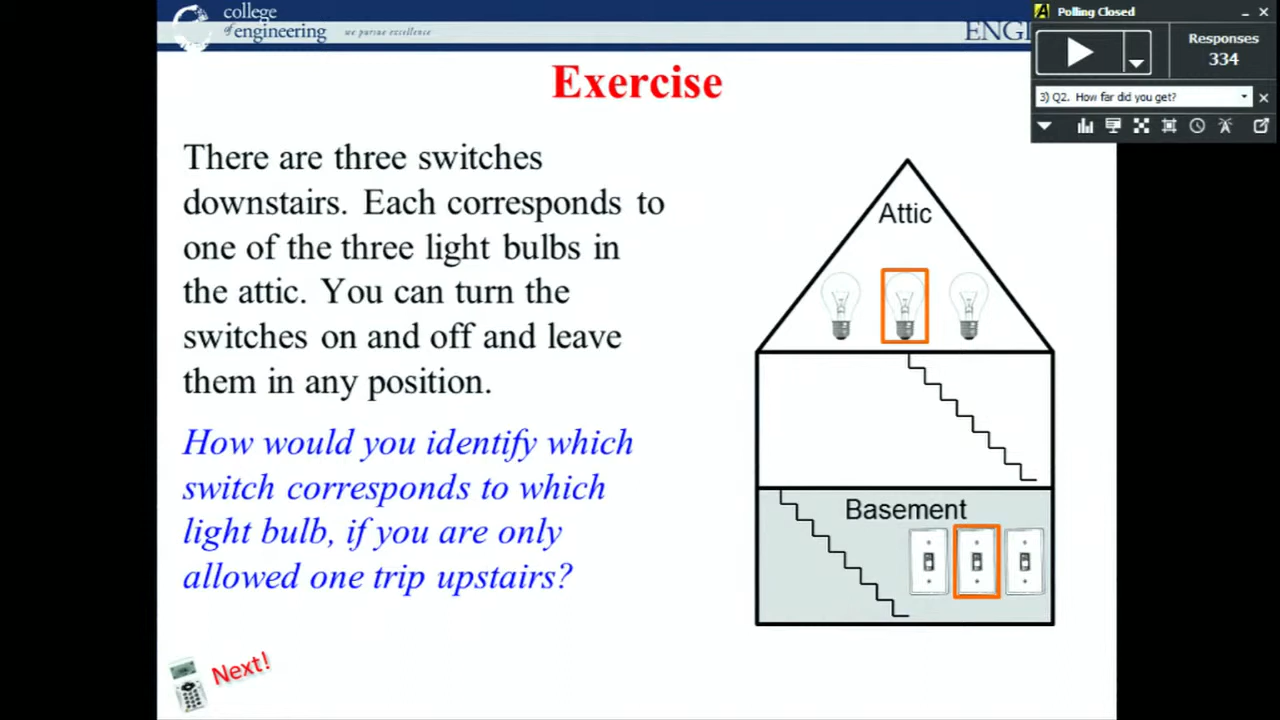 college
of engineering
we pursue excellence
ENG
Polling Closed
Responses
334
3) Q2. How far did you get?
Exercise
There are three switches
downstairs. Each corresponds to
one of the three light bulbs in
the attic. You can turn the
switches on and off and leave
them in any position.
How would you identify which
switch corresponds to which
light bulb, if you are only
allowed one trip upstairs?
Attic
Basement
Next!